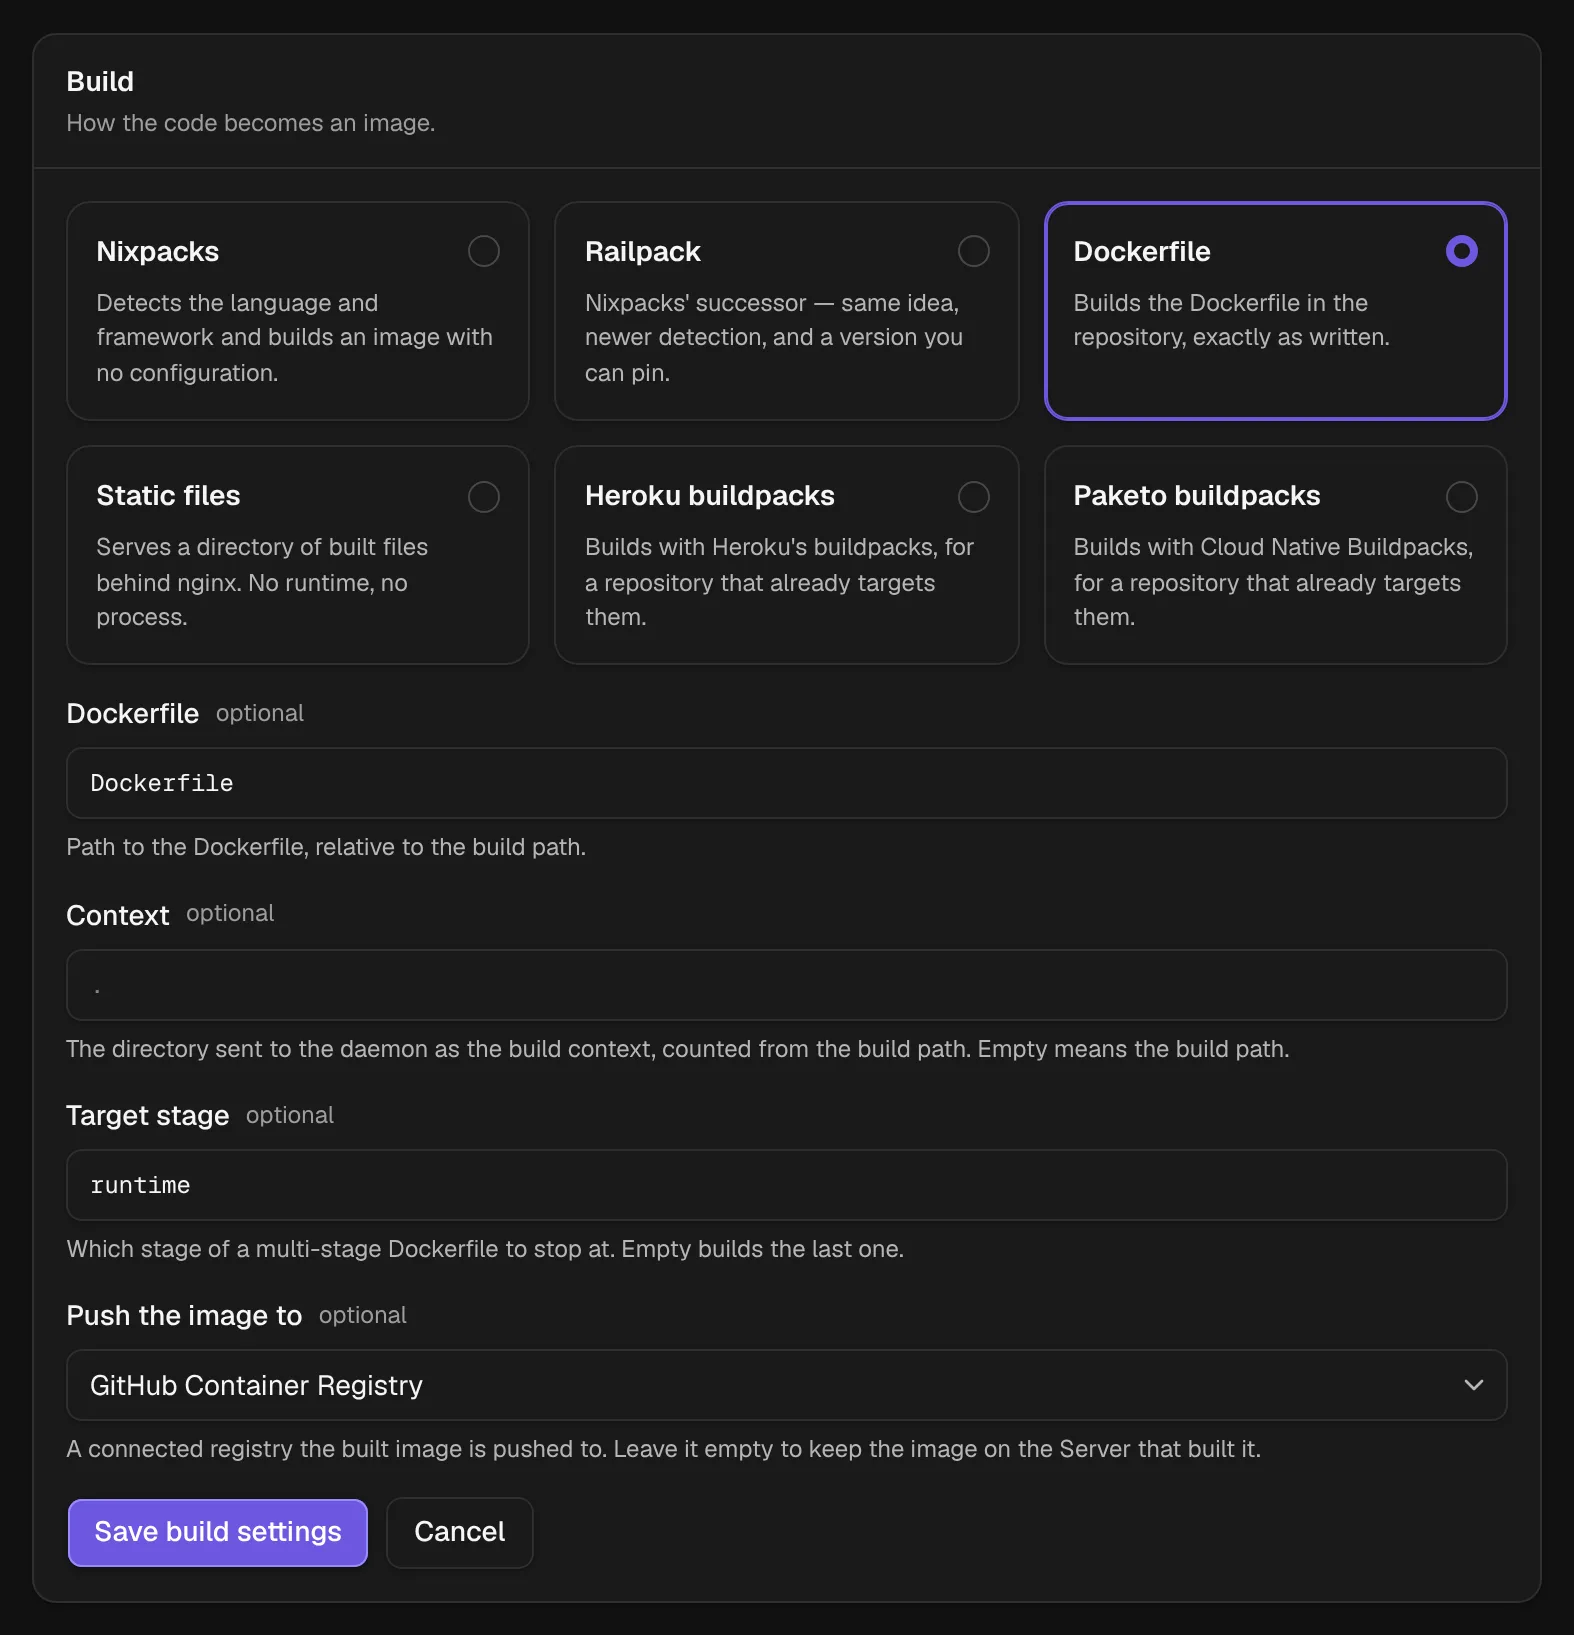 Build
How the code becomes an image.
Nixpacks
Detects the language and
framework and builds an image with
no configuration.
Railpack
Nixpacks' successor — same idea,
newer detection, and a version you
can pin.
Dockerfile
Builds the Dockerfile in the
repository, exactly as written.
Static files
Serves a directory of built files
behind nginx. No runtime, no
process.
Heroku buildpacks
Builds with Heroku's buildpacks, for
a repository that already targets
them.
Paketo buildpacks
Builds with Cloud Native Buildpacks,
for a repository that already targets
them.
Dockerfile optional
Dockerfile
Path to the Dockerfile, relative to the build path.
Context optional
.
The directory sent to the daemon as the build context, counted from the build path. Empty means the build path.
Target stage optional
runtime
Which stage of a multi-stage Dockerfile to stop at. Empty builds the last one.
Push the image to optional
GitHub Container Registry
A connected registry the built image is pushed to. Leave it empty to keep the image on the Server that built it.
Save build settings Cancel